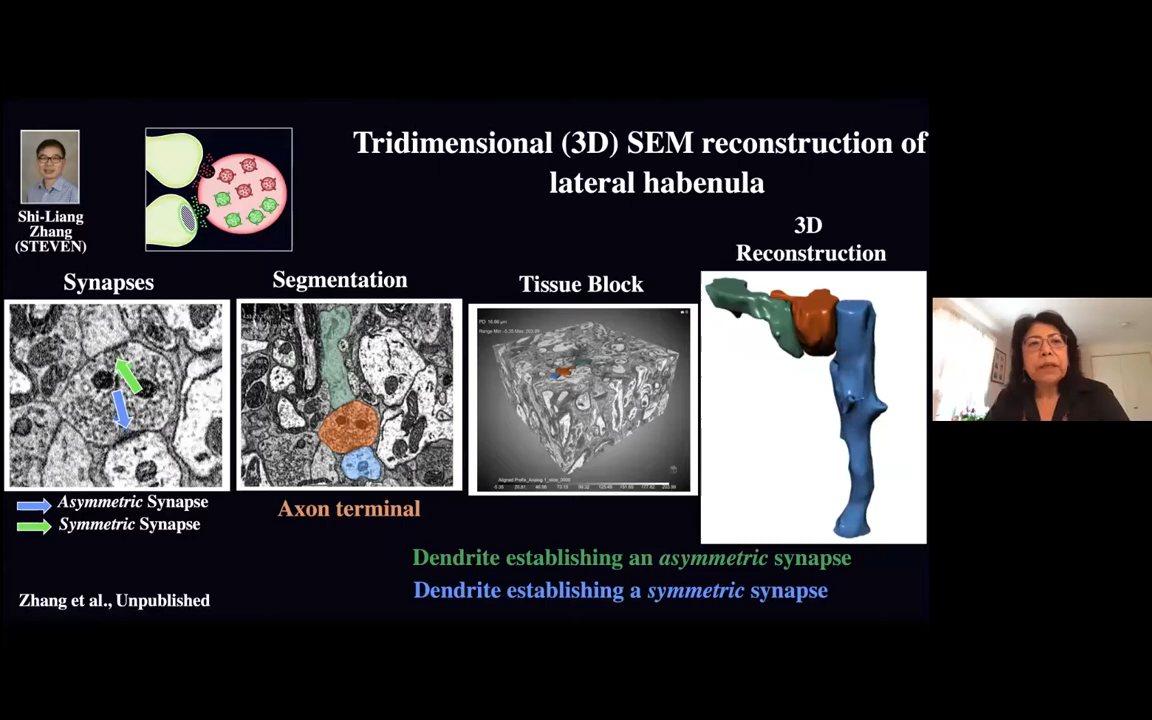 Tridimensional (3D) SEM reconstruction of
lateral habenula
Shi-Liang
Zhang
(STEVEN)
Synapses
Segmentation
Tissue Block
3D
Reconstruction
Asymmetric Synapse
Symmetric Synapse
Axon terminal
Dendrite establishing an asymmetric synapse
Dendrite establishing a symmetric synapse
Zhang et al., Unpublished